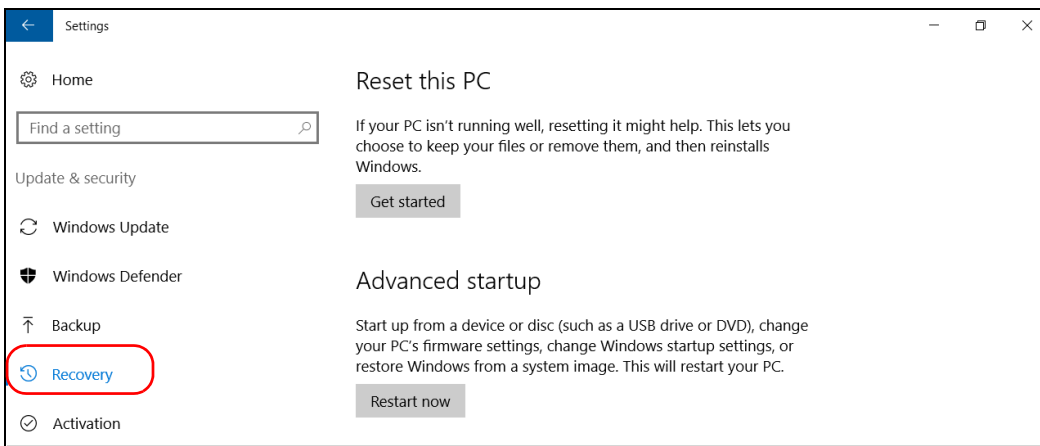 Settings
Home
Find a setting
Update & security
Windows Update
Windows Defender
Backup
Recovery
Activation
Reset this PC
If your PC isn't running well, resetting it might help. This lets you
choose to keep your files or remove them, and then reinstalls
Windows.
Get started
Advanced startup
Start up from a device or disc (such as a USB drive or DVD), change
your PC's firmware settings, change Windows startup settings, or
restore Windows from a system image. This will restart your PC.
Restart now